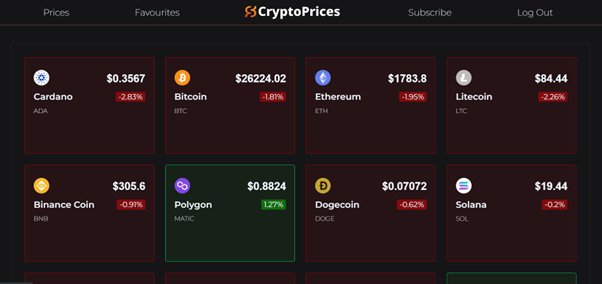 Prices Favourites CryptoPrices Subscribe Log Out
$0.3567 $26224.02 $1783.8 $84.44
Cardano -2.83% Bitcoin -1.81% Ethereum -1.95% Litecoin -2.26%
ADA BTC ETH LTC
$305.6 $0.8824 $0.07072 $19.44
Binance Coin -0.91% Polygon 1.27% Dogecoin -0.62% Solana -0.2%
BNB MATIC DOGE SOL